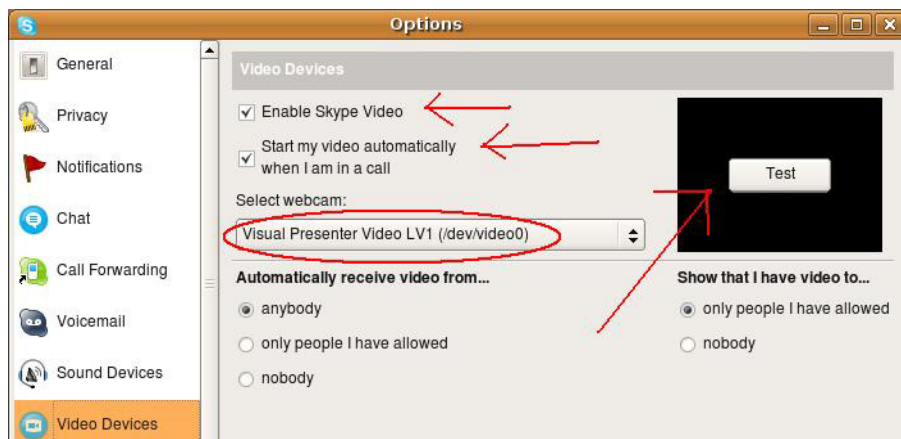 Options
General
Privacy
Notifications
Chat
Call Forwarding
Voicemail
Sound Devices
Video Devices
Video Devices
Enable Skype Video
Start my video automatically
when I am in a call
Select webcam:
Visual Presenter Video LV1 (/dev/video0)
Test
Automatically receive video from...
anybody
only people I have allowed
nobody
Show that I have video to...
only people I have allowed
nobody